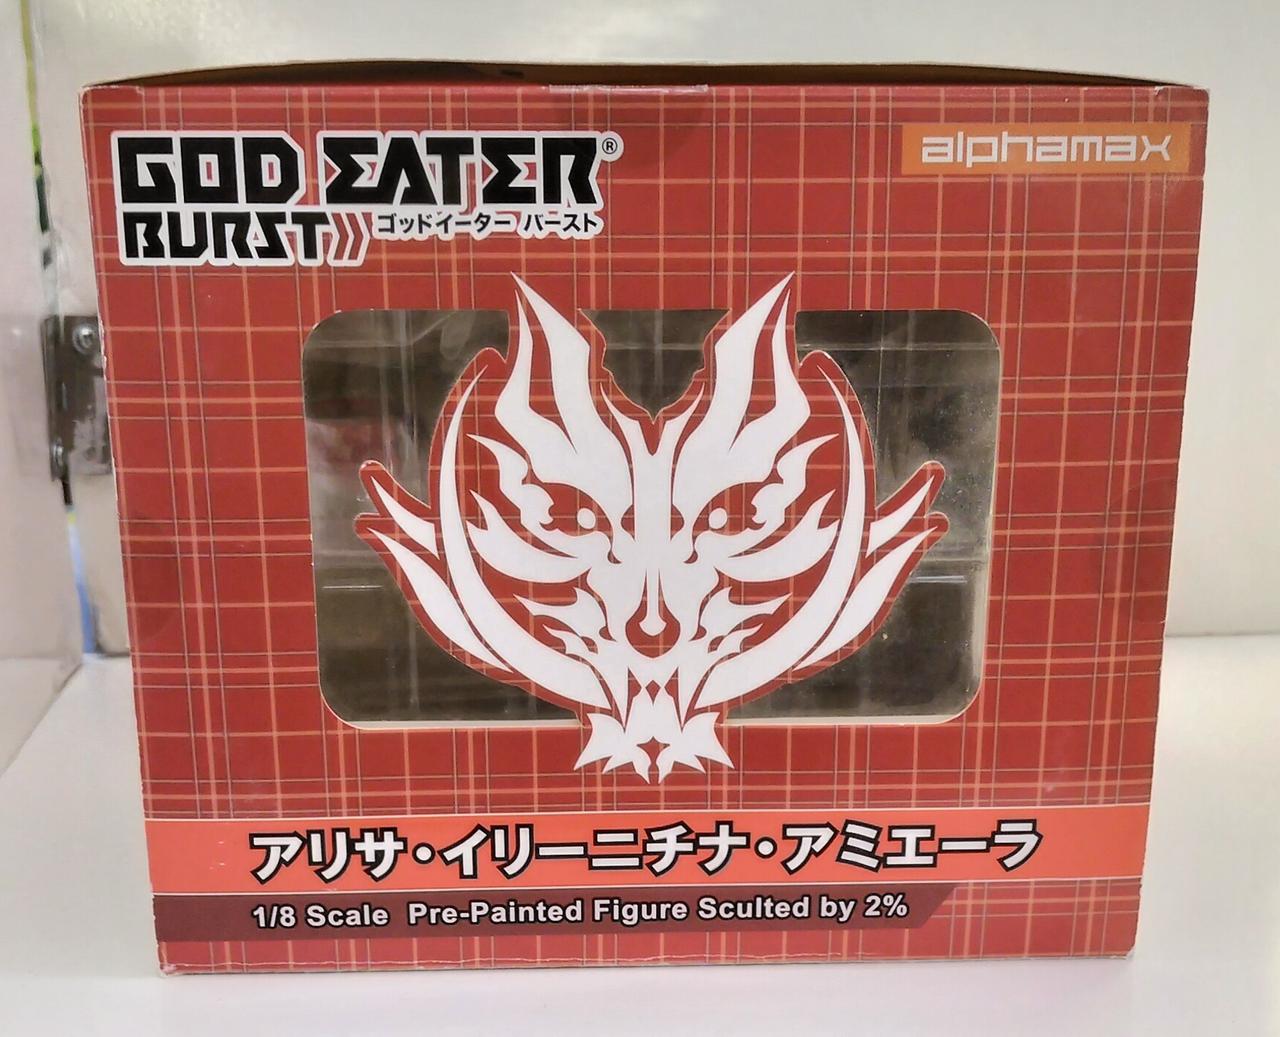 GOD EATER®
BURST》 ゴッドイーター バースト
alphamax
アリサ・イリーニチナ・アミエーラ
1/8 Scale Pre-Painted Figure Sculted by 2%